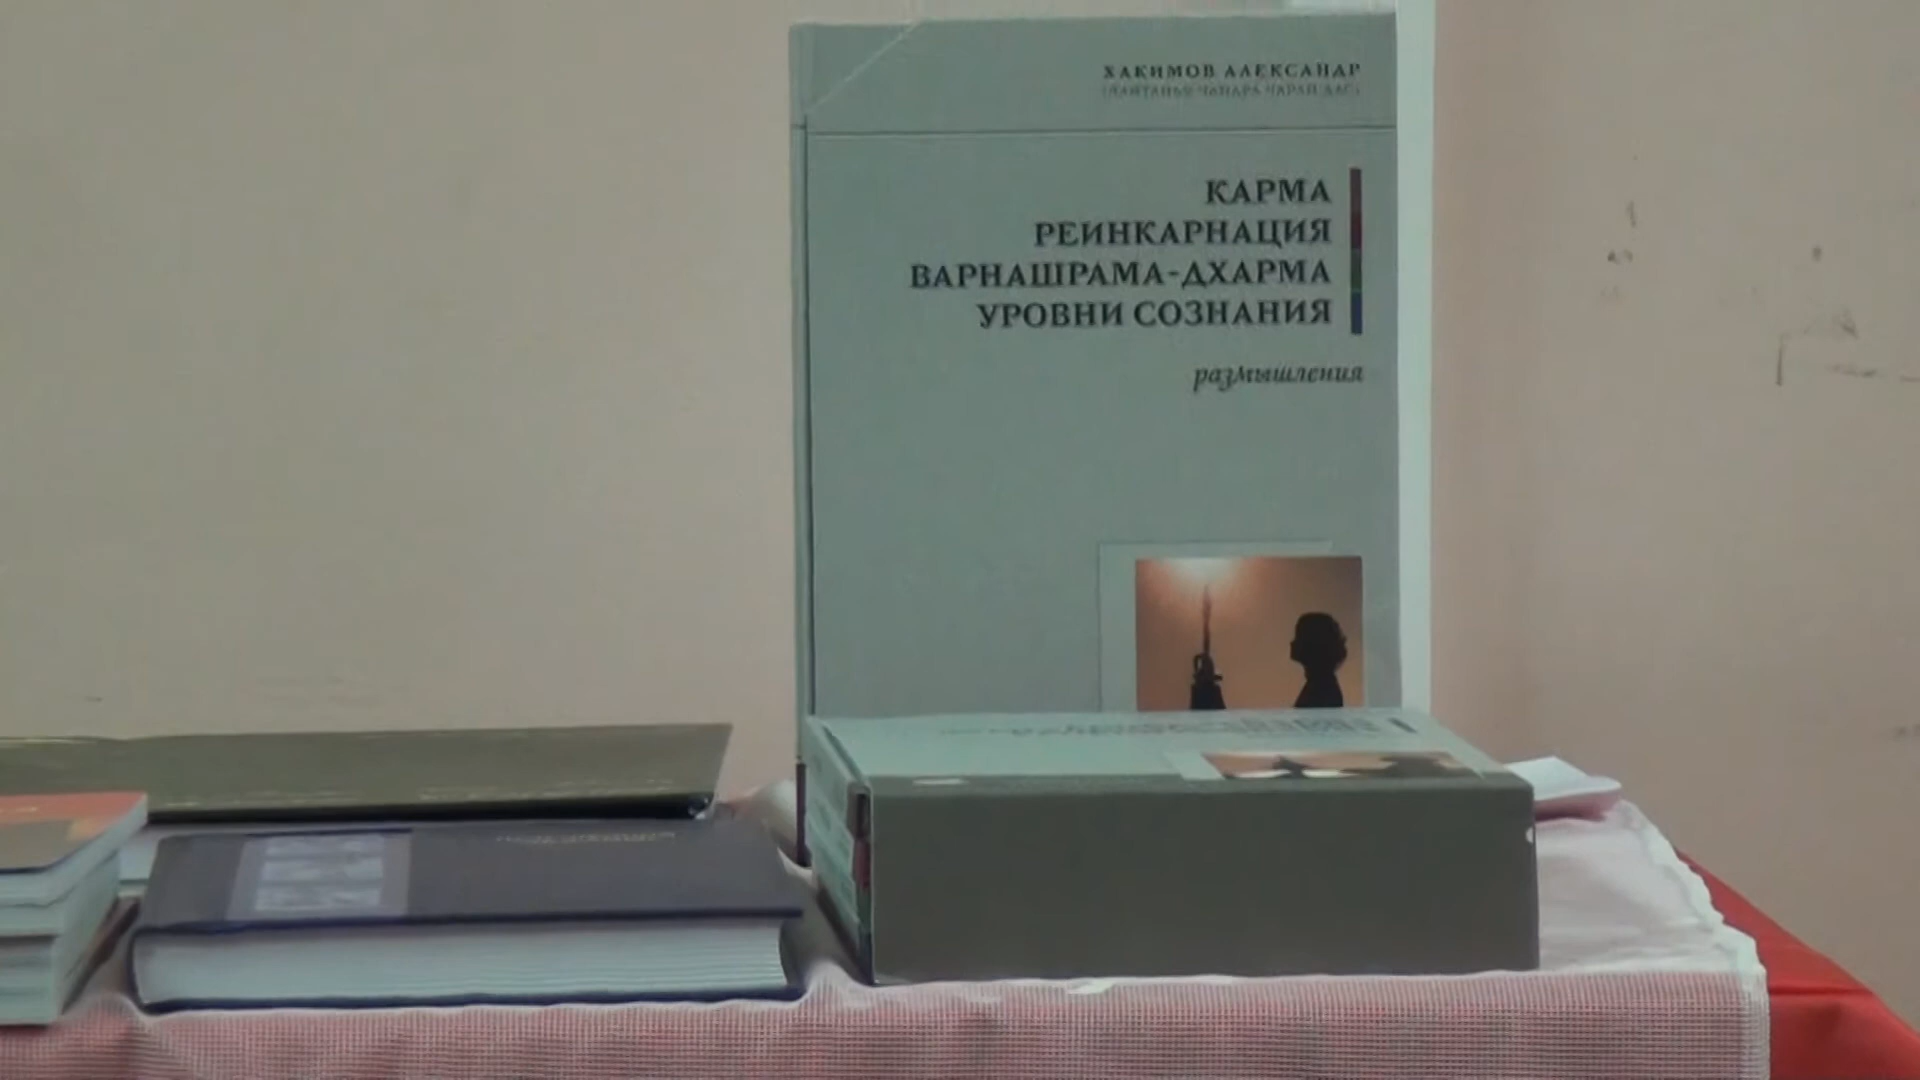 ХАКИМОВ АЛЕКСАНДР
КАРМА
РЕИНКАРНАЦИЯ
ВАРНАШРАМА-ДХАРМА
УРОВНИ СОЗНАНИЯ
размышления